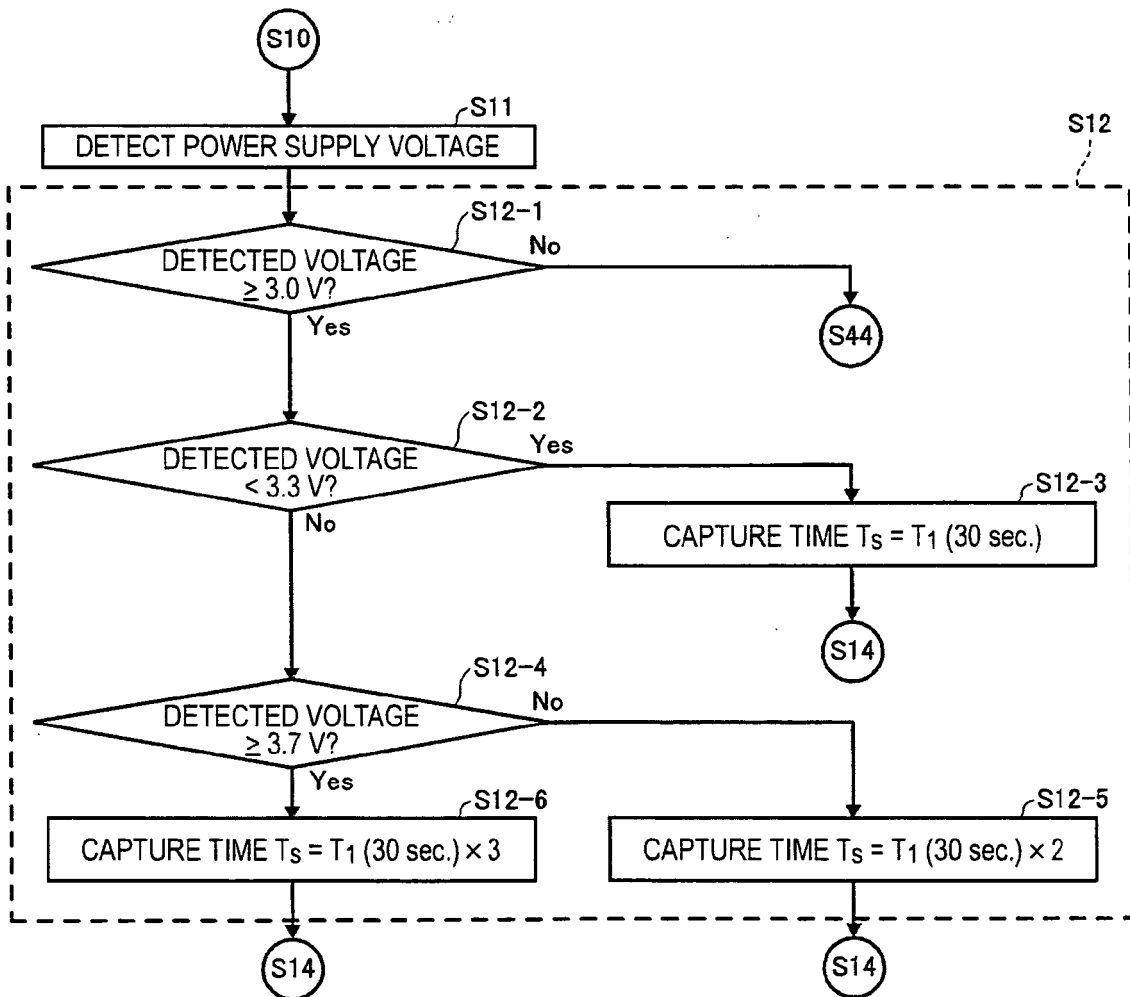 S10
S11
DETECT POWER SUPPLY VOLTAGE
S12
S12-1
DETECTED VOLTAGE
≥ 3.0 V?
No
Yes
S44
S12-2
DETECTED VOLTAGE
< 3.3 V?
Yes
No
S12-3
CAPTURE TIME Ts = T1 (30 sec.)
S14
S12-4
DETECTED VOLTAGE
≥ 3.7 V?
No
Yes
S12-6
CAPTURE TIME Ts = T1 (30 sec.) × 3
S12-5
CAPTURE TIME Ts = T1 (30 sec.) × 2
S14
S14